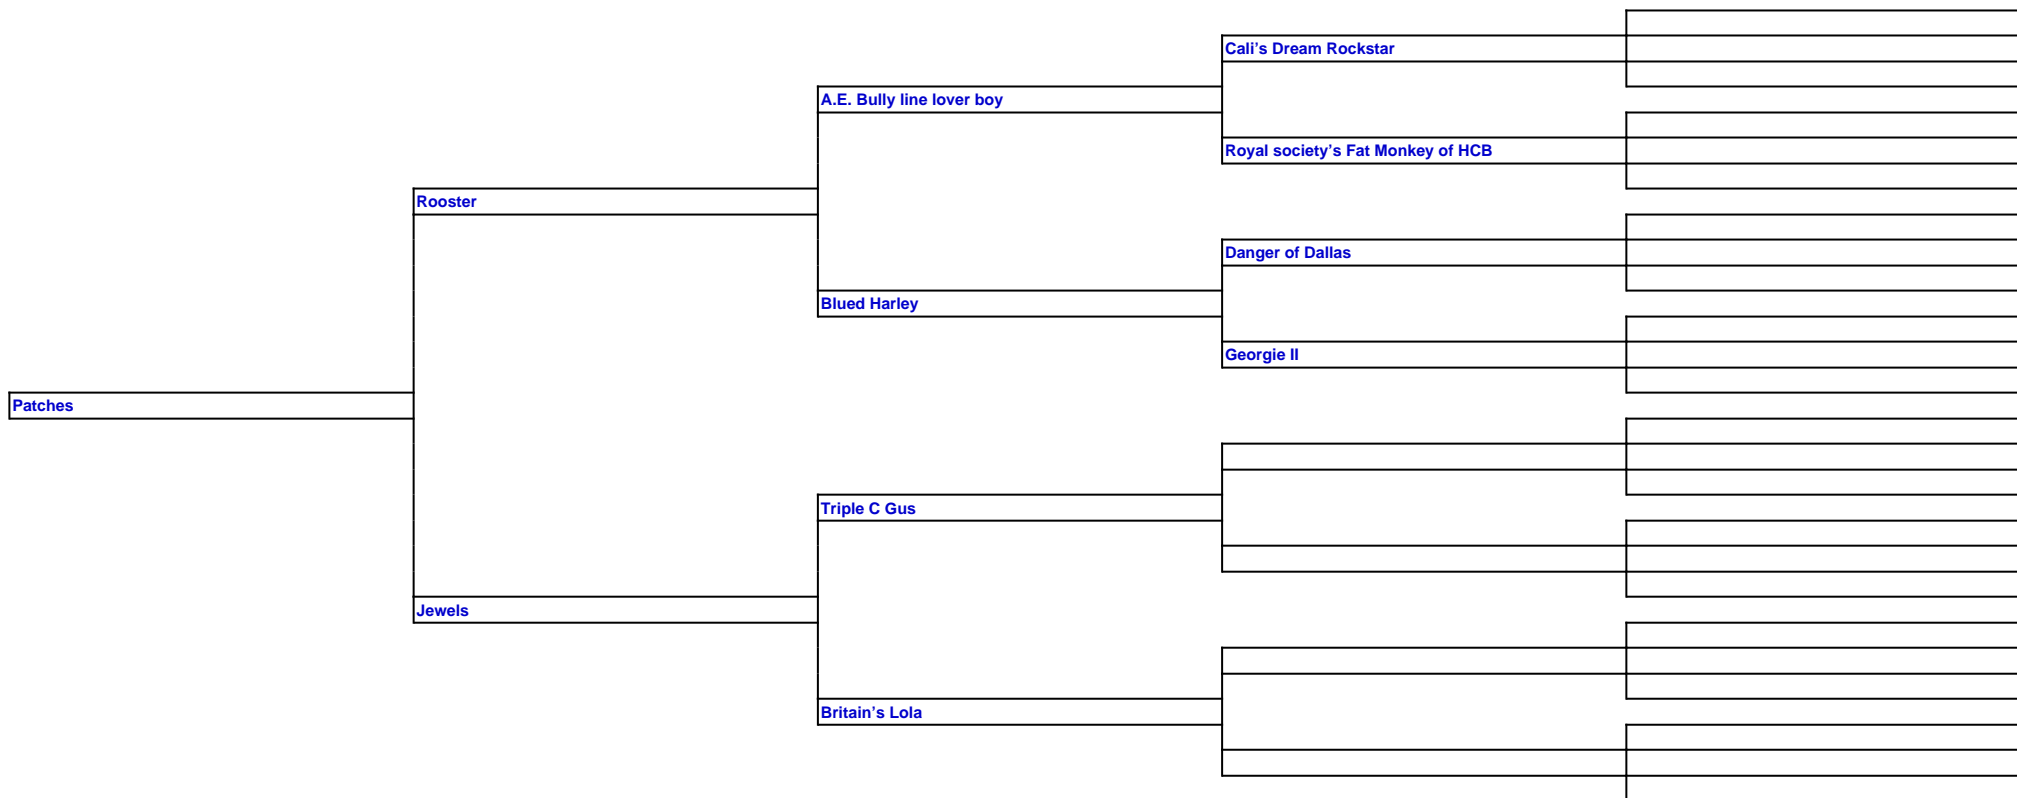 Cali’s Dream Rockstar
A.E. Bully line lover boy
Royal society’s Fat Monkey of HCB
Rooster
Danger of Dallas
Blued Harley
Georgie II
Patches
Triple C Gus
Jewels
Britain’s Lola